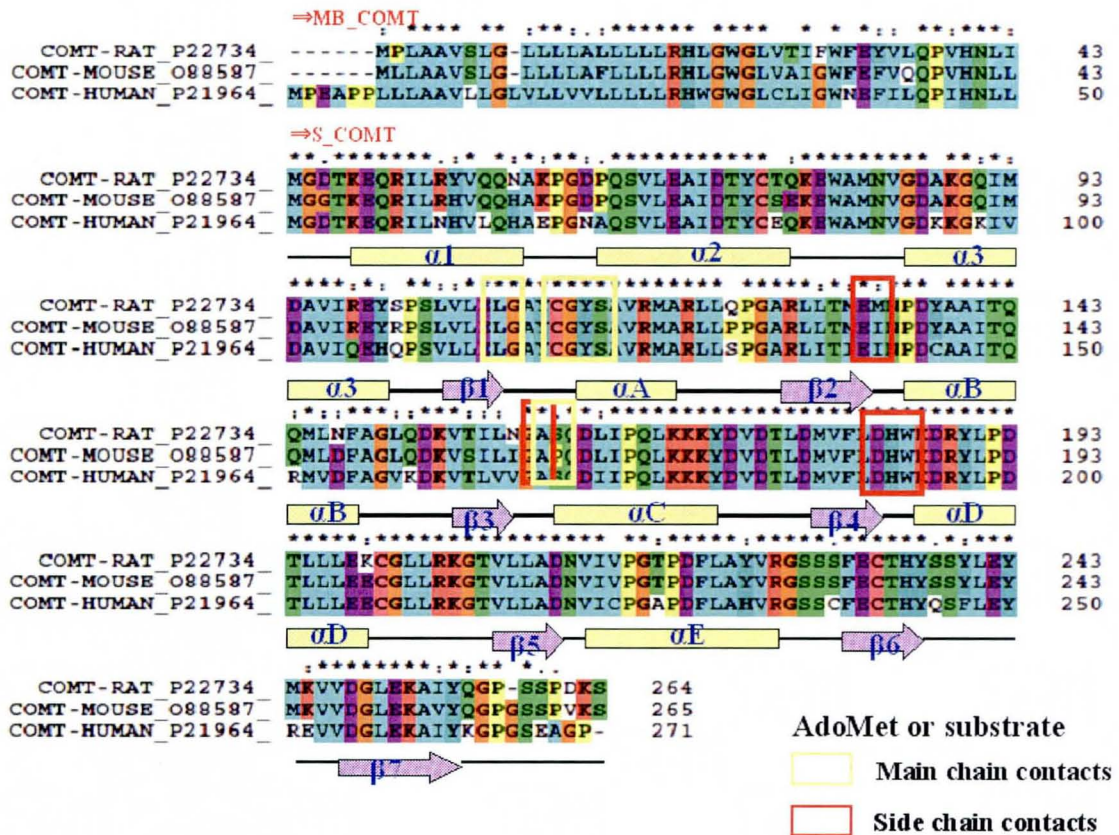 ⇒MB_COMT
COMT-RAT_P22734_ ------MPLAAVSLG-LLLLALLLLLRHLGWGLVTIFWFEYVLQPVHNLI 43
COMT-MOUSE_O88587_ ------MLLAAVSLG-LLLLAFLLLLRHLGWGLVAIGWFEFVQQPVHNLL 43
COMT-HUMAN_P21964_ MPEAPPLLLAAVLLGLVLLVVLLLLLRHWGWGLCLIGWNEFILQPIHNLL 50
⇒S_COMT
COMT-RAT_P22734_ MGDTKEQRILRYVQQNAKPGDPQSVLEAIDTYCTQKEWAMNVGDAKGQIM 93
COMT-MOUSE_O88587_ MGGTKEQRILRHVQQHAKPGDPQSVLEAIDTYCSEKEWAMNVGDAKGQIM 93
COMT-HUMAN_P21964_ MGDTKEQRILNHVLQHAEPGNAQSVLEAIDTYCEQKEWAMNVGDKKGKIV 100
α1 α2 α3
COMT-RAT_P22734_ DAVIREYSPSLVLELGAYCGYSAVRMARLLQPGARLLTMEMNPDYAAITQ 143
COMT-MOUSE_O88587_ DAVIREYRPSLVLELGAYCGYSAVRMARLLPPGARLLTMEINPDYAAITQ 143
COMT-HUMAN_P21964_ DAVIQEHQPSVLLELGAYCGYSAVRMARLLSPGARLITIEINPDCAAITQ 150
α3 β1 αA β2 αB
COMT-RAT_P22734_ QMLNFAGLQDKVTILNGASQDLIPQLKKKYDVDTLDMVFLDHWKDRYLPD 193
COMT-MOUSE_O88587_ QMLDFAGLQDKVSILIGAPQDLIPQLKKKYDVDTLDMVFLDHWKDRYLPD 193
COMT-HUMAN_P21964_ RMVDFAGVKDKVTLVVGASQDIIPQLKKKYDVDTLDMVFLDHWKDRYLPD 200
αB β3 αC β4 αD
COMT-RAT_P22734_ TLLLEKCGLLRKGTVLLADNVIVPGTPDFLAYVRGSSSFECTHYSSYLEY 243
COMT-MOUSE_O88587_ TLLLEECGLLRKGTVLLADNVIVPGTPDFLAYVRGSSSFECTHYSSYLEY 243
COMT-HUMAN_P21964_ TLLLEECGLLRKGTVLLADNVICPGAPDFLAHVRGSSCFECTHYQSFLEY 250
αD β5 αE β6
COMT-RAT_P22734_ MKVVDGLEKAIYQGP-SSPDKS 264
COMT-MOUSE_O88587_ MKVVDGLEKAVYQGPGSSPVKS 265
COMT-HUMAN_P21964_ REVVDGLEKAIYKGPGSEAGP- 271
β7
AdoMet or substrate
Main chain contacts
Side chain contacts